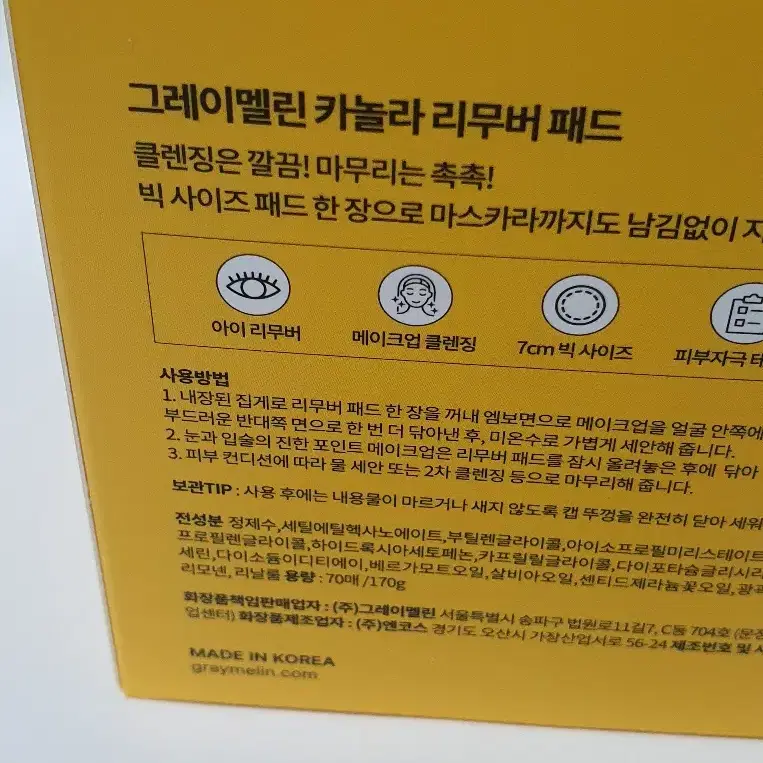 그레이멜린 카놀라 리무버 패드
클렌징은 깔끔! 마무리는 촉촉!
빅 사이즈 패드 한 장으로 마스카라까지도 남김없이
아이 리무버
메이크업 클렌징
7cm 빅 사이즈
피부자극
사용방법
1. 내장된 집게로 리무버 패드 한 장을 꺼내 엠보면으로 메이크업을 얼굴 안쪽에
부드러운 반대쪽 면으로 한 번 더 닦아낸 후, 미온수로 가볍게 세안해 줍니다.
2. 눈과 입술의 진한 포인트 메이크업은 리무버 패드를 잠시 올려놓은 후에 닦아
3. 피부 컨디션에 따라 물 세안 또는 2차 클렌징 등으로 마무리해 줍니다.
보관TIP : 사용 후에는 내용물이 마르거나 새지 않도록 캡 뚜껑을 완전히 닫아 세워
전성분 정제수,세틸에틸헥사노에이트,부틸렌글라이콜,아이소프로필미리스테이트
프로필렌글라이콜,하이드록시아세토페논,카프릴릴글라이콜,다이포타슘글리시리
세린,다이소듐이디티에이,베르가모트오일,살비아오일,센티드제라늄꽃오일,광곽
리모넨, 리날룰 용량 : 70매 /170g
화장품책임판매업자 : (주)그레이멜린 서울특별시 송파구 법원로11길7, C동 704호 (문정
업센터) 화장품제조업자 : (주)엔코스 경기도 오산시 가장산업서로 56-24 제조번호 및
MADE IN KOREA
graymelin.com